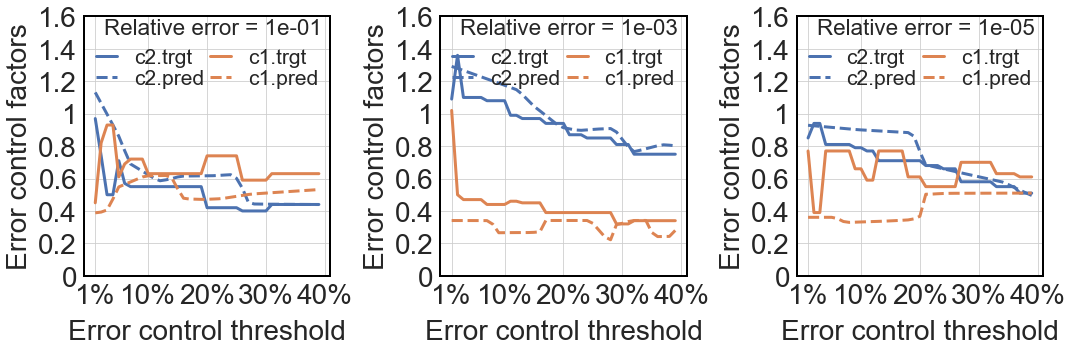 Error control factors
1.6
1.4
1.2
1
0.8
0.6
0.4
0.2
0
Relative error = 1e-01
c2.trgt c1.trgt
c2.pred c1.pred
1% 10% 20% 30% 40%
Error control threshold
Error control factors
1.6
1.4
1.2
1
0.8
0.6
0.4
0.2
0
Relative error = 1e-03
c2.trgt c1.trgt
c2.pred c1.pred
1% 10% 20% 30% 40%
Error control threshold
Error control factors
1.6
1.4
1.2
1
0.8
0.6
0.4
0.2
0
Relative error = 1e-05
c2.trgt c1.trgt
c2.pred c1.pred
1% 10% 20% 30% 40%
Error control threshold